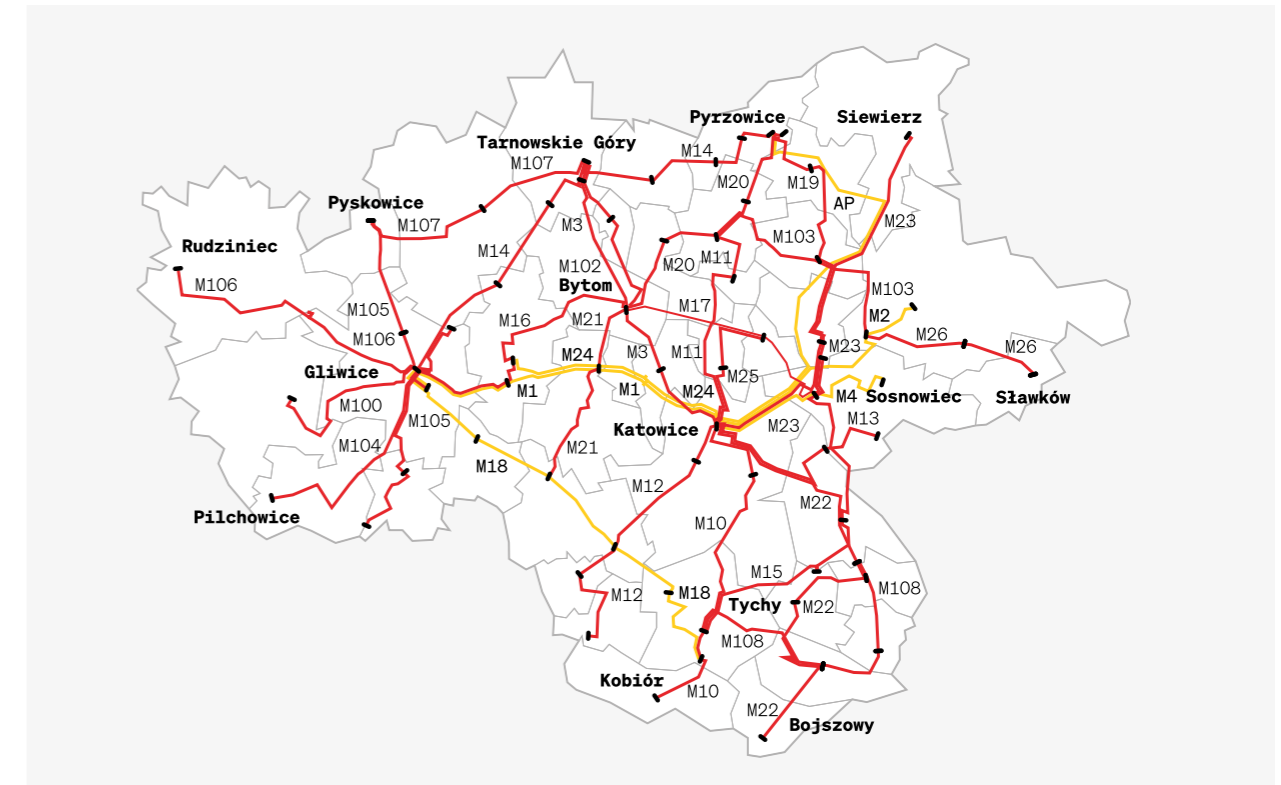 Pyrzowice
Siewierz
Tarnowskie Góry
M14
M107
M20
M19
Pyskowice
AP
M107
M3
M23
M103
Rudziniec
M14
M11
M20
M102
Bytom
M106
M103
M17
M105
M16
M21
M2
M26
M106
M24
M3
M11
M23
M26
Gliwice
M25
M1
M1
M24
M4
Sosnowiec
Sławków
M100
M105
Katowice
M23
M13
M104
M18
M21
M12
M22
Pilchowice
M10
M15
M12
M18
Tychy
M22
M108
M108
Kobiór
M10
M22
Bojszowy